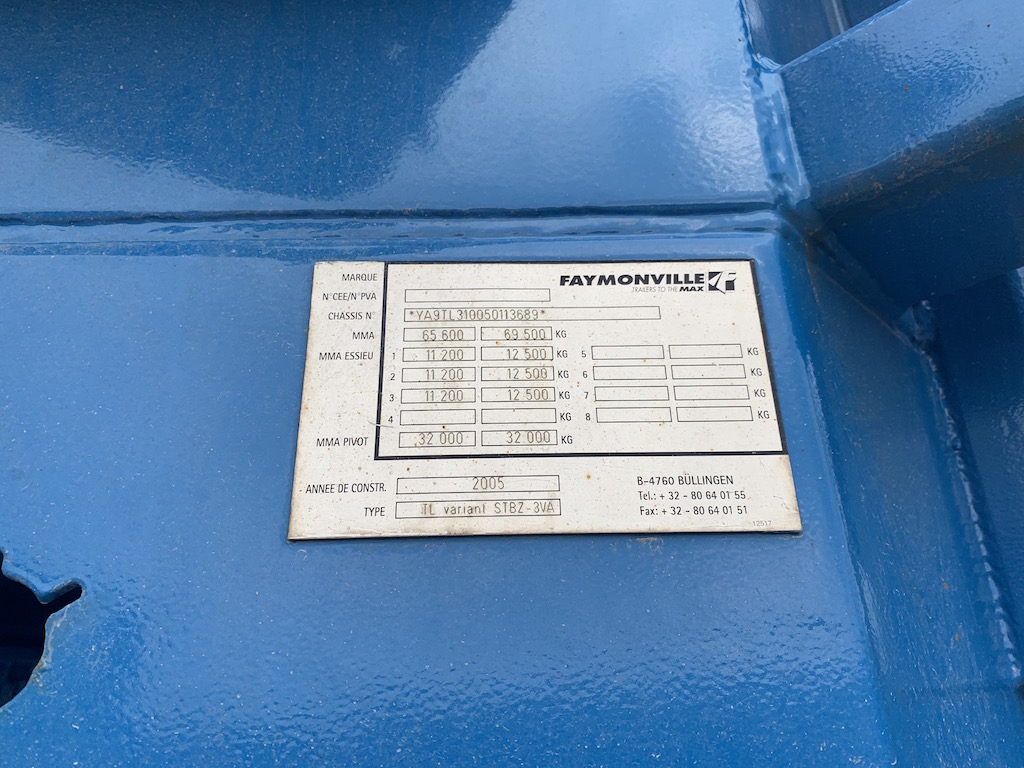 MARQUE FAYMONVILLE
TRAILERS TO THE MAX
N°CEE/N°PVA
CHASSIS N° *YA9TL310050113689*
MMA 65 600 69 500 KG
MMA ESSIEU 1 11 200 12 500 KG 5 KG
2 11 200 12 500 KG 6 KG
3 11 200 12 500 KG 7 KG
4 KG 8 KG
MMA PIVOT 32 000 32 000 KG
ANNEE DE CONSTR. 2005
TYPE TL variant STBZ-3VA
B-4760 BÜLLINGEN
Tel.: + 32 - 80 64 01 55
Fax: + 32 - 80 64 01 51
12517